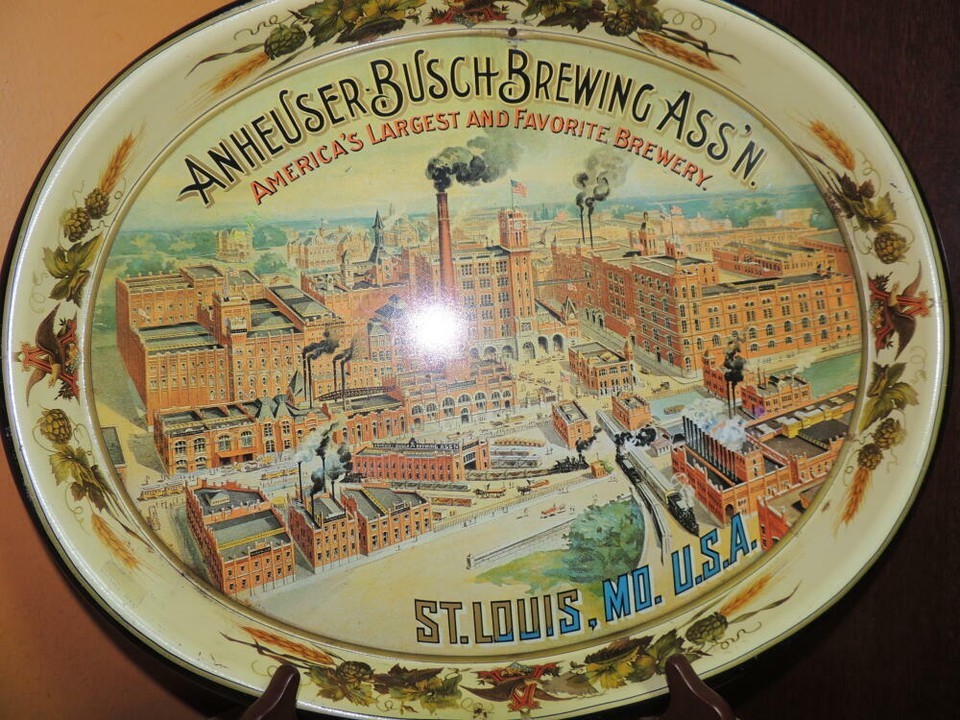 ANHEUSER-BUSCH BREWING ASS'N.
AMERICA'S LARGEST AND FAVORITE BREWERY.
ST. LOUIS, MO. U.S.A.